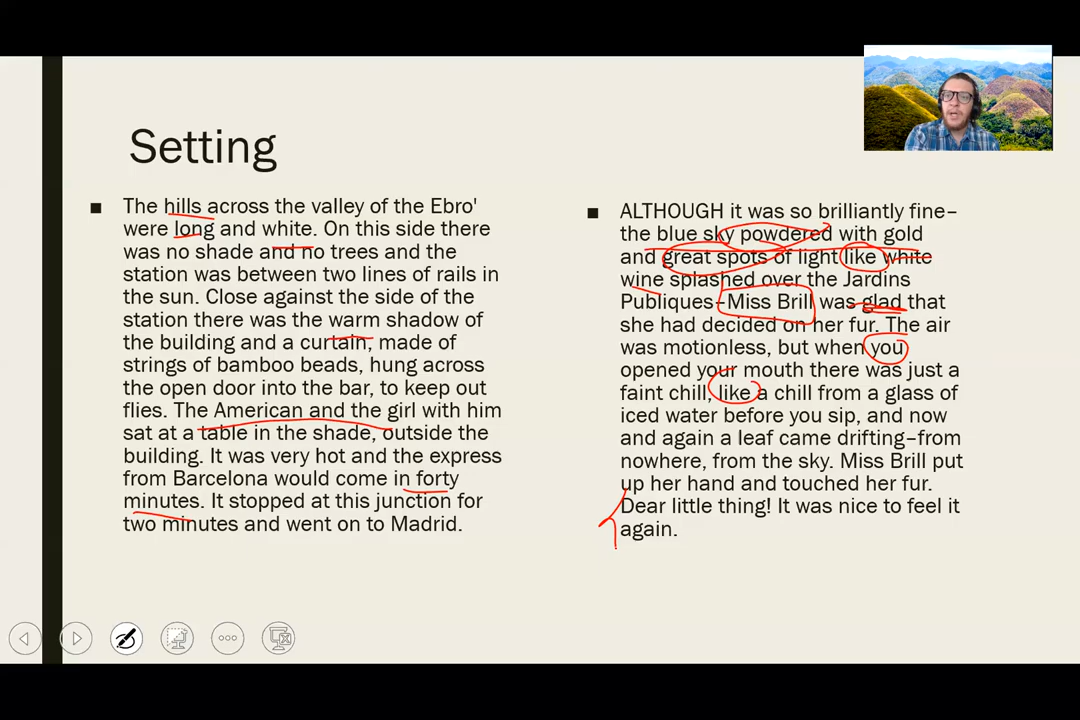 Setting
■ The hills across the valley of the Ebro'
were long and white. On this side there
was no shade and no trees and the
station was between two lines of rails in
the sun. Close against the side of the
station there was the warm shadow of
the building and a curtain, made of
strings of bamboo beads, hung across
the open door into the bar, to keep out
flies. The American and the girl with him
sat at a table in the shade, outside the
building. It was very hot and the express
from Barcelona would come in forty
minutes. It stopped at this junction for
two minutes and went on to Madrid.
■ ALTHOUGH it was so brilliantly fine–
the blue sky powdered with gold
and great spots of light like white
wine splashed over the Jardins
Publiques–Miss Brill was glad that
she had decided on her fur. The air
was motionless, but when you
opened your mouth there was just a
faint chill, like a chill from a glass of
iced water before you sip, and now
and again a leaf came drifting–from
nowhere, from the sky. Miss Brill put
up her hand and touched her fur.
Dear little thing! It was nice to feel it
again.